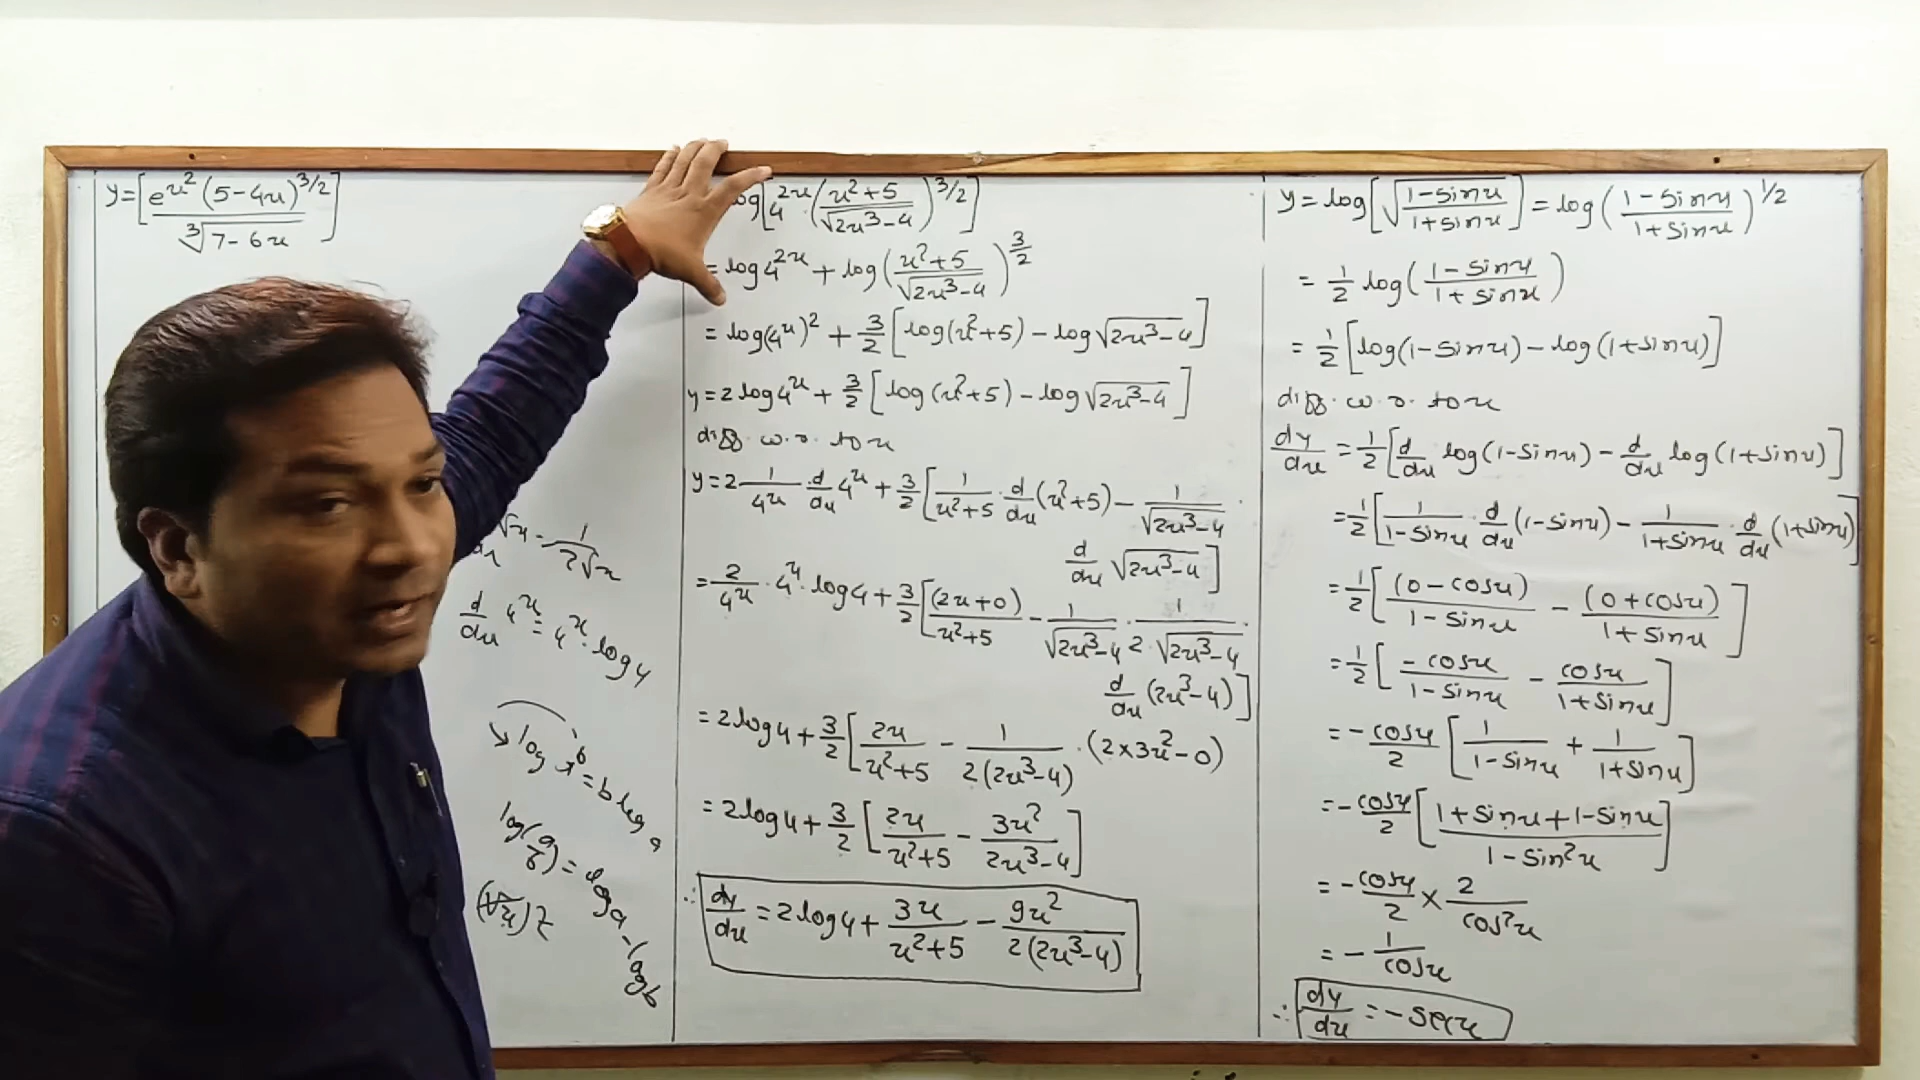 y=[e^x² (5-4x)^3/2 / ∛7-6x]
√x = 1/2√x
d/dx 4^x = 4^x · log4
log a^b = b log a
log(a/b) = log a - log b
(√x)²
log[4^2x · (x²+5/√2x³-4)^3/2]
= log4^2x + log(x²+5/√2x³-4)^3/2
= log(4^x)² + 3/2[log(x²+5) - log√2x³-4]
y = 2 log4^x + 3/2[log(x²+5) - log√2x³-4]
diff. w.r. to x
y = 2 1/4^x · d/dx 4^x + 3/2[1/x²+5 · d/dx(x²+5) - 1/√2x³-4 ·
d/dx √2x³-4]
= 2/4^x · 4^x · log4 + 3/2[(2x+0)/x²+5 - 1/√2x³-4 · 1/2·√2x³-4 ·
d/dx (2x³-4)]
= 2log4 + 3/2[2x/x²+5 - 1/2(2x³-4) · (2×3x²-0)
= 2log4 + 3/2[2x/x²+5 - 3x²/2x³-4]
∴ dy/dx = 2log4 + 3x/x²+5 - 9x²/2(2x³-4)
y = log[√1-sinx/1+sinx] = log(1-sinx/1+sinx)^1/2
= 1/2 log(1-sinx/1+sinx)
= 1/2[log(1-sinx) - log(1+sinx)]
diff. w.r. to x
dy/dx = 1/2[d/dx log(1-sinx) - d/dx log(1+sinx)]
= 1/2[1/1-sinx · d/dx(1-sinx) - 1/1+sinx · d/dx(1+sinx)]
= 1/2[(0-cosx)/1-sinx - (0+cosx)/1+sinx]
= 1/2[-cosx/1-sinx - cosx/1+sinx]
= -cosx/2[1/1-sinx + 1/1+sinx]
= -cosx/2[1+sinx+1-sinx/1-sin²x]
= -cosx/2 × 2/cos²x
= -1/cosx
∴ dy/dx = -secx